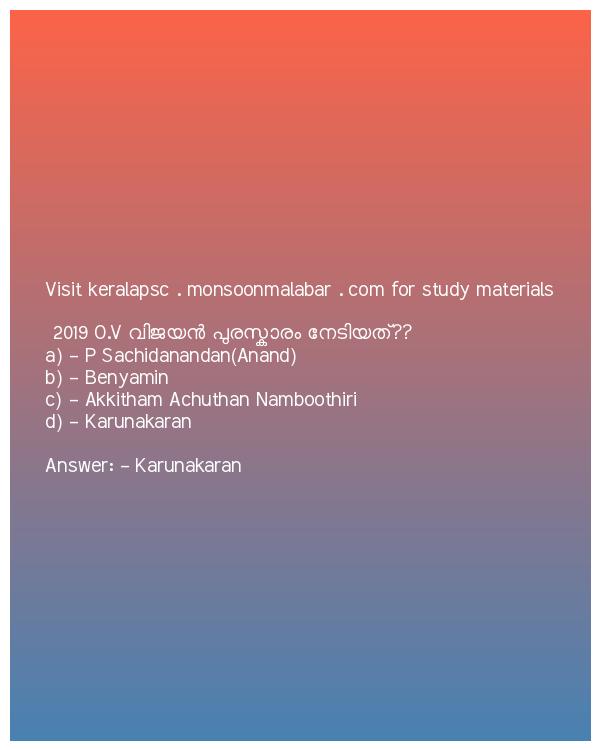 Visit keralapsc . monsoonmalabar . com for study materials
2019 O.V വിജയൻ പുരസ്കാരം നേടിയത്??
a) - P Sachidanandan(Anand)
b) - Benyamin
c) - Akkitham Achuthan Namboothiri
d) - Karunakaran
Answer: - Karunakaran